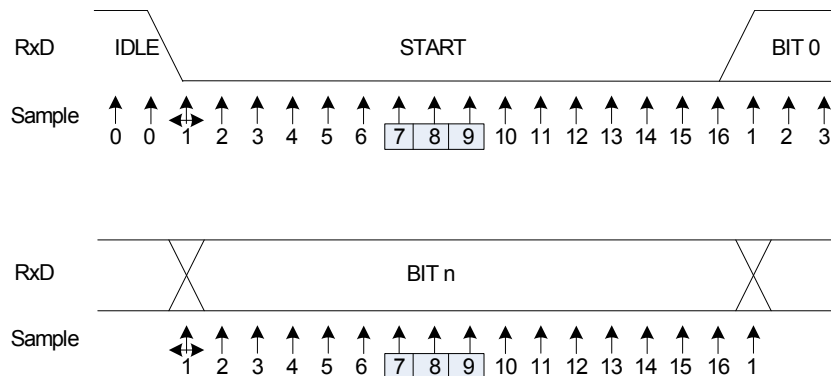 RxD IDLE START BIT 0
Sample
0 0 1 2 3 4 5 6 7 8 9 10 11 12 13 14 15 16 1 2 3
RxD BIT n
Sample
1 2 3 4 5 6 7 8 9 10 11 12 13 14 15 16 1